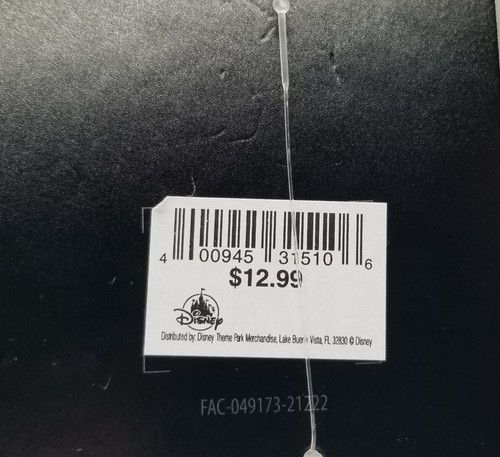 4 00945 31510 6
$12.99
Disney
Distributed by: Disney Theme Park Merchandise, Lake Buena Vista, FL 32830 © Disney
FAC-049173-21222